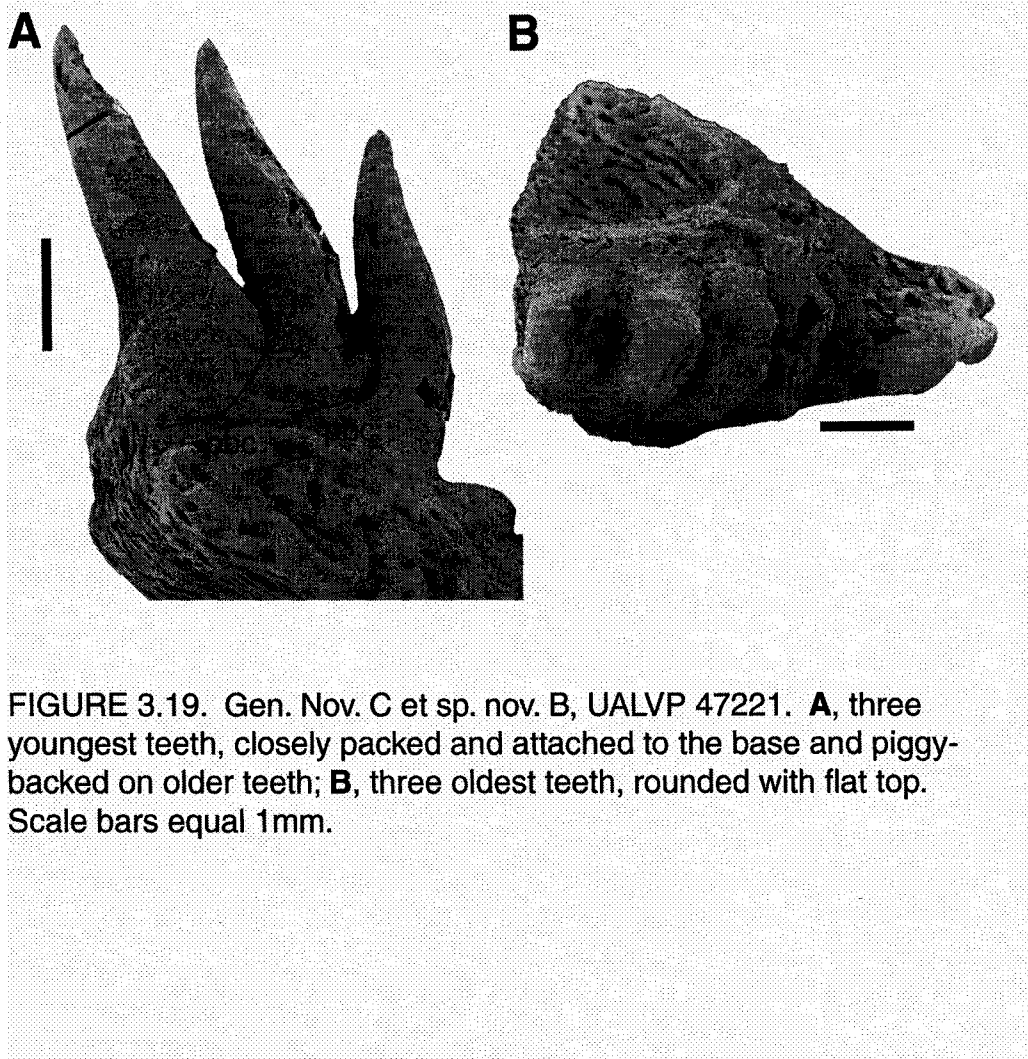 A B
FIGURE 3.19. Gen. Nov. C et sp. nov. B, UALVP 47221. A, three
youngest teeth, closely packed and attached to the base and piggy-
backed on older teeth; B, three oldest teeth, rounded with flat top.
Scale bars equal 1mm.